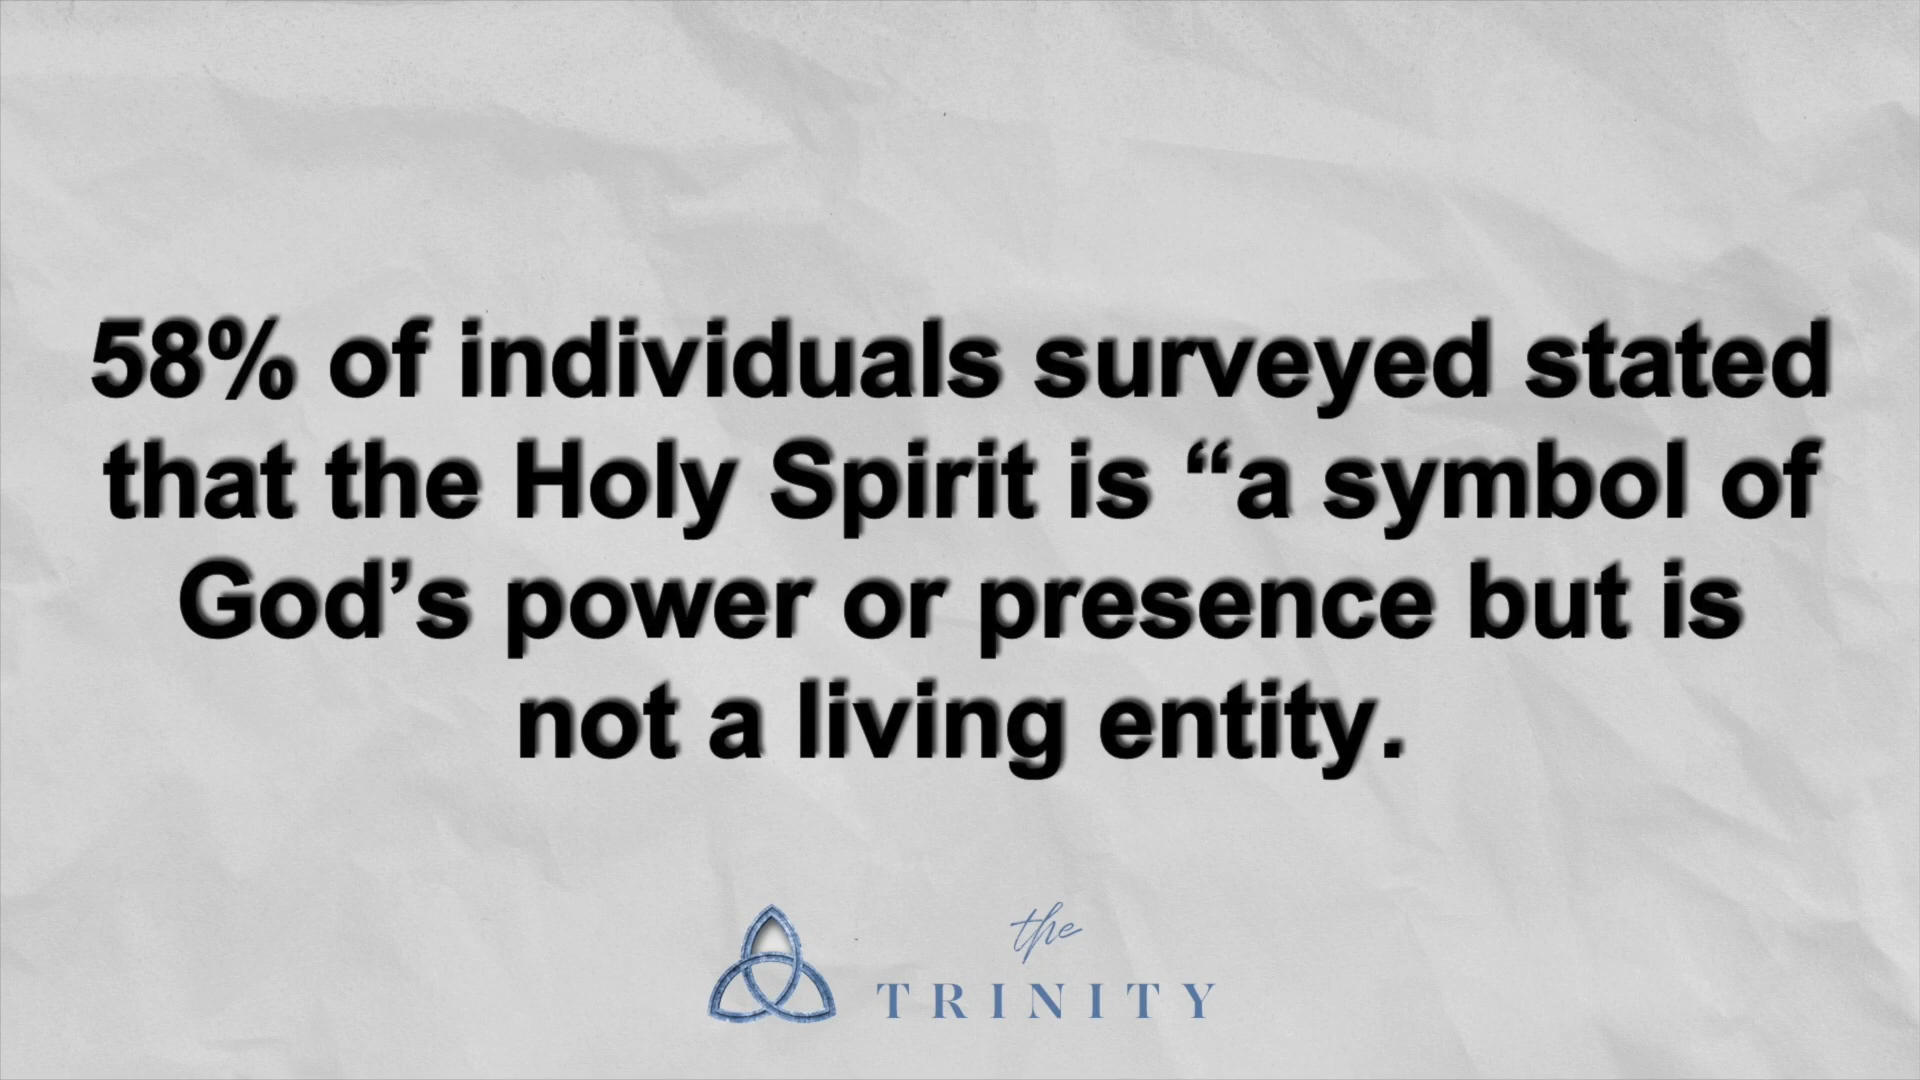 58% of individuals surveyed stated
that the Holy Spirit is “a symbol of
God’s power or presence but is
not a living entity.
the
TRINITY